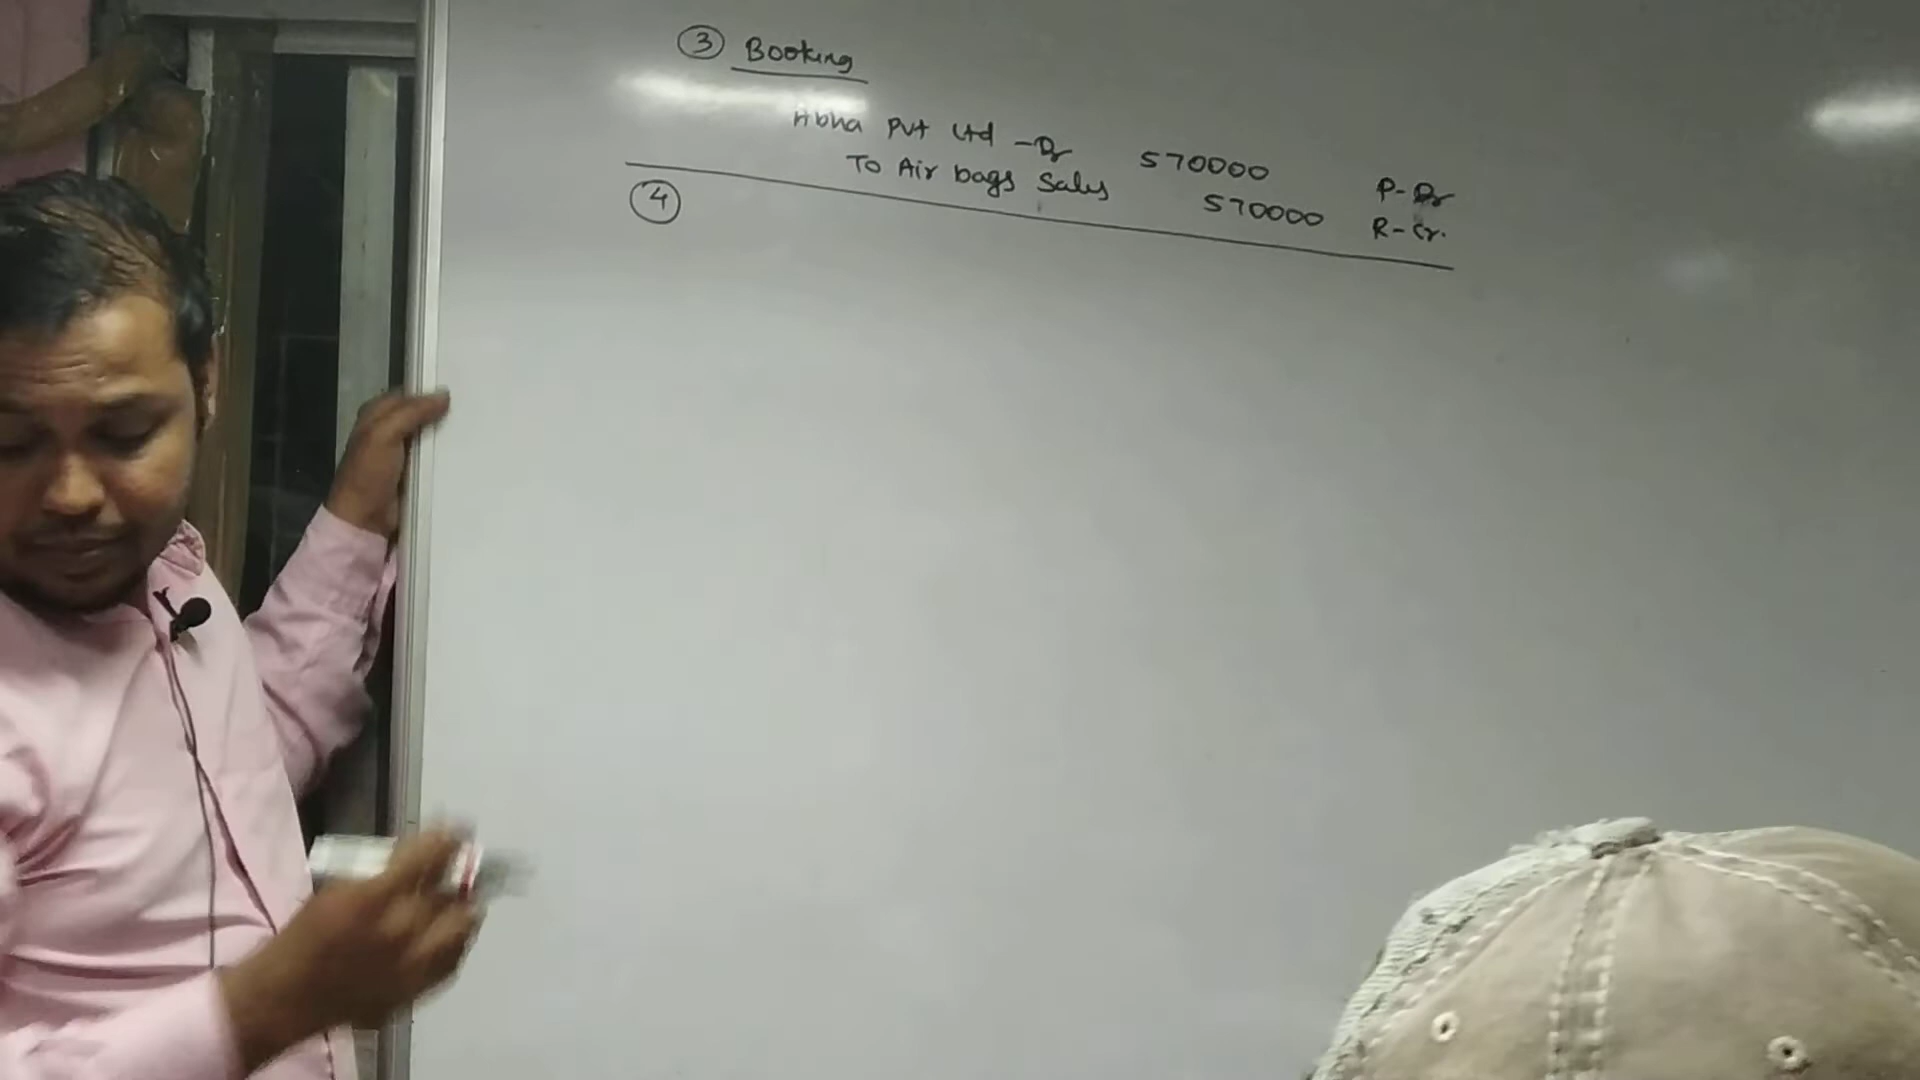 ③ Booking
Abha Pvt Ltd - Dr 570000 P - Dr
To Air bags Sales 570000 R - Cr.
④